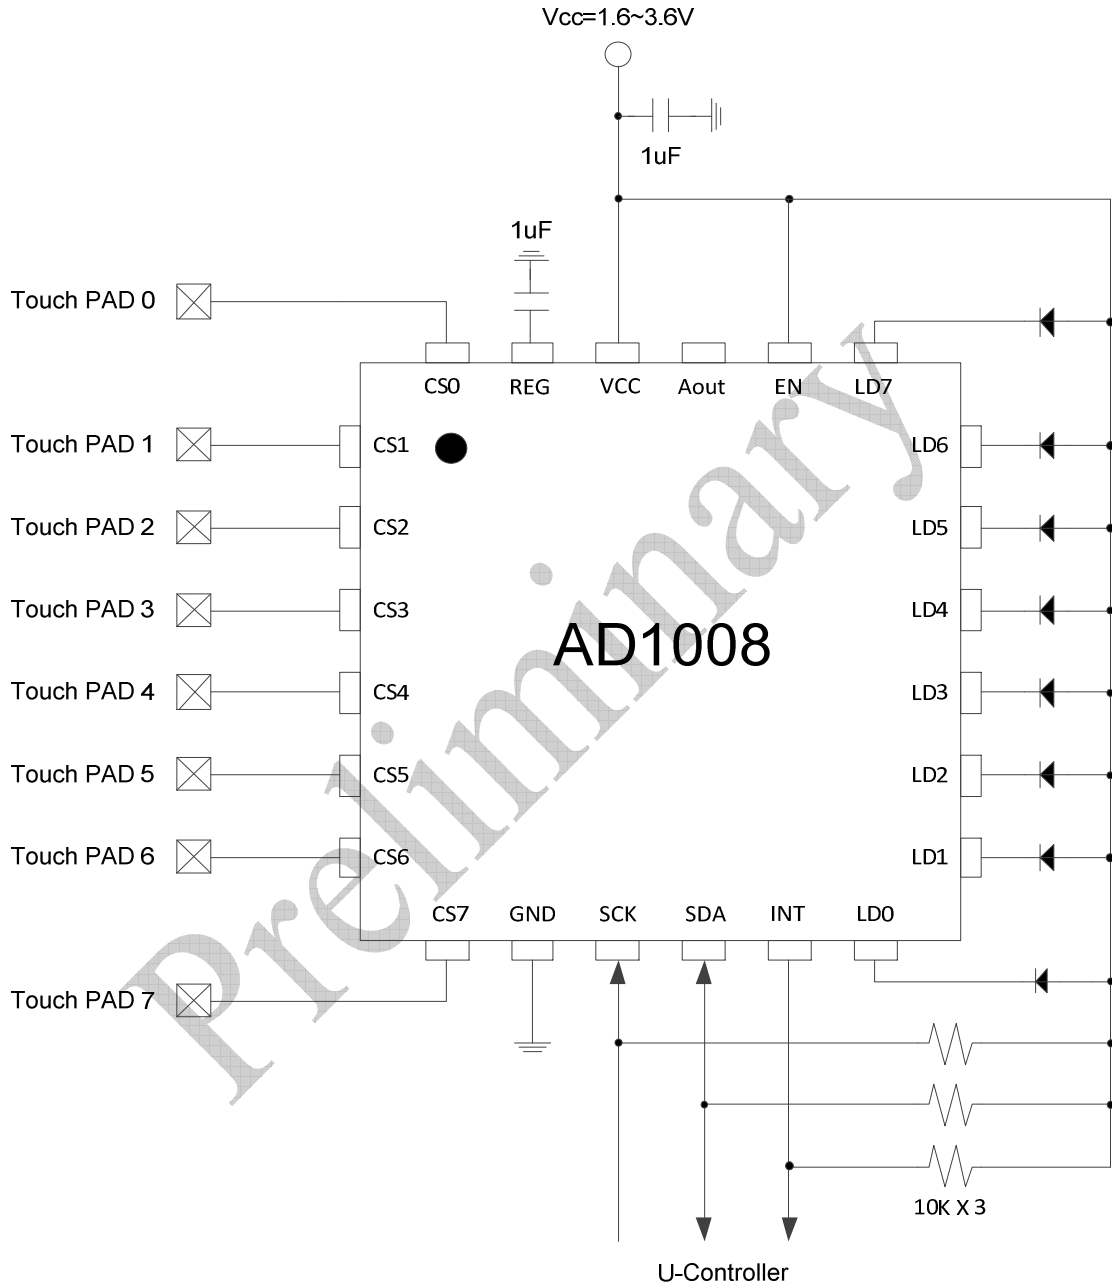 Vcc=1.6~3.6V
1uF
1uF
Touch PAD 0
CS0 REG VCC Aout EN LD7
Touch PAD 1 CS1 LD6
Touch PAD 2 CS2 LD5
Touch PAD 3 CS3 LD4
AD1008
Touch PAD 4 CS4 LD3
Touch PAD 5 CS5 LD2
Touch PAD 6 CS6 LD1
CS7 GND SCK SDA INT LD0
Touch PAD 7
10K X 3
U-Controller
Preliminary